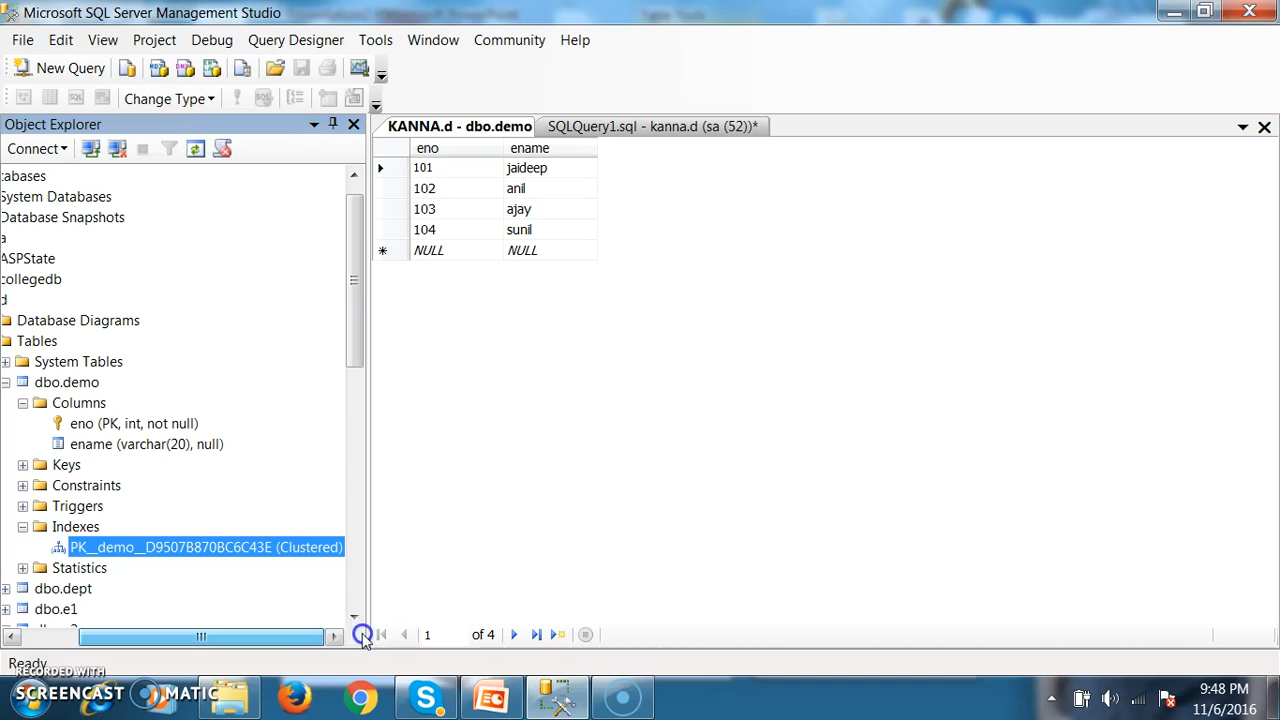 Microsoft SQL Server Management Studio
File Edit View Project Debug Query Designer Tools Window Community Help
New Query
Change Type
Object Explorer
KANNA.d - dbo.demo SQLQuery1.sql - kanna.d (sa (52))*
Connect
eno ename
101 jaideep
102 anil
103 ajay
104 sunil
NULL NULL
tabases
System Databases
Database Snapshots
a
ASPState
collegedb
d
Database Diagrams
Tables
System Tables
dbo.demo
Columns
eno (PK, int, not null)
ename (varchar(20), null)
Keys
Constraints
Triggers
Indexes
PK__demo__D9507B870BC6C43E (Clustered)
Statistics
dbo.dept
dbo.e1
1 of 4
Ready
RECORDED WITH
SCREENCAST MATIC
9:48 PM
11/6/2016